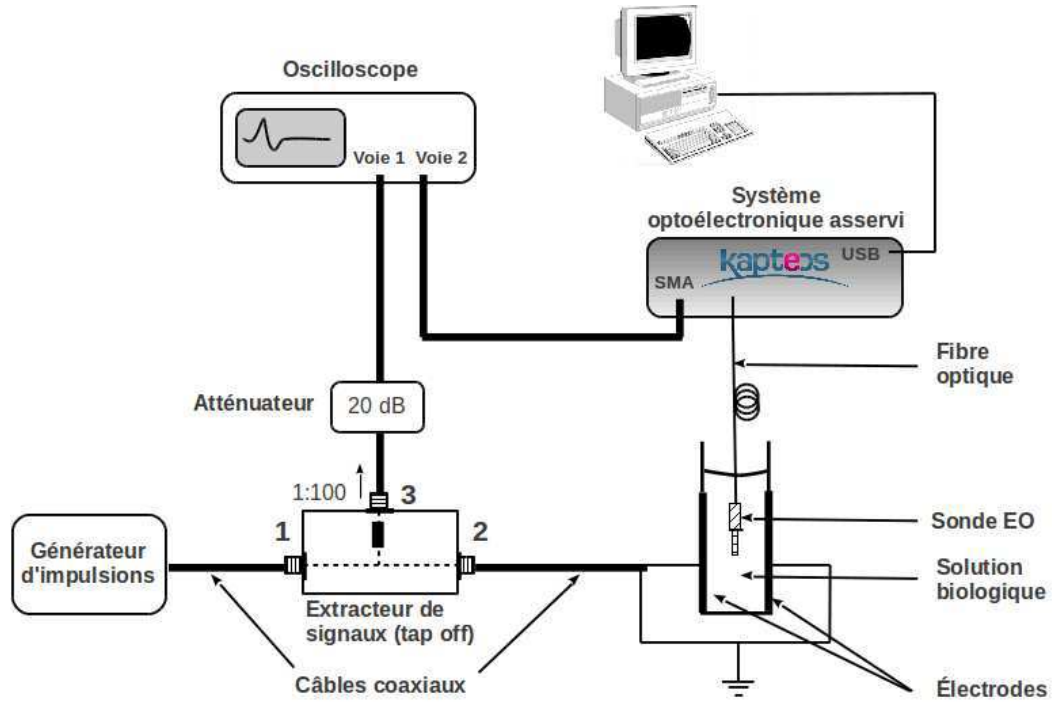 Oscilloscope
Voie 1 Voie 2
Système
optoélectronique asservi
kapteos
USB
SMA
Fibre
optique
Atténuateur
20 dB
1:100
3
1
2
Générateur
d'impulsions
Extracteur de
signaux (tap off)
Câbles coaxiaux
Sonde EO
Solution
biologique
Électrodes